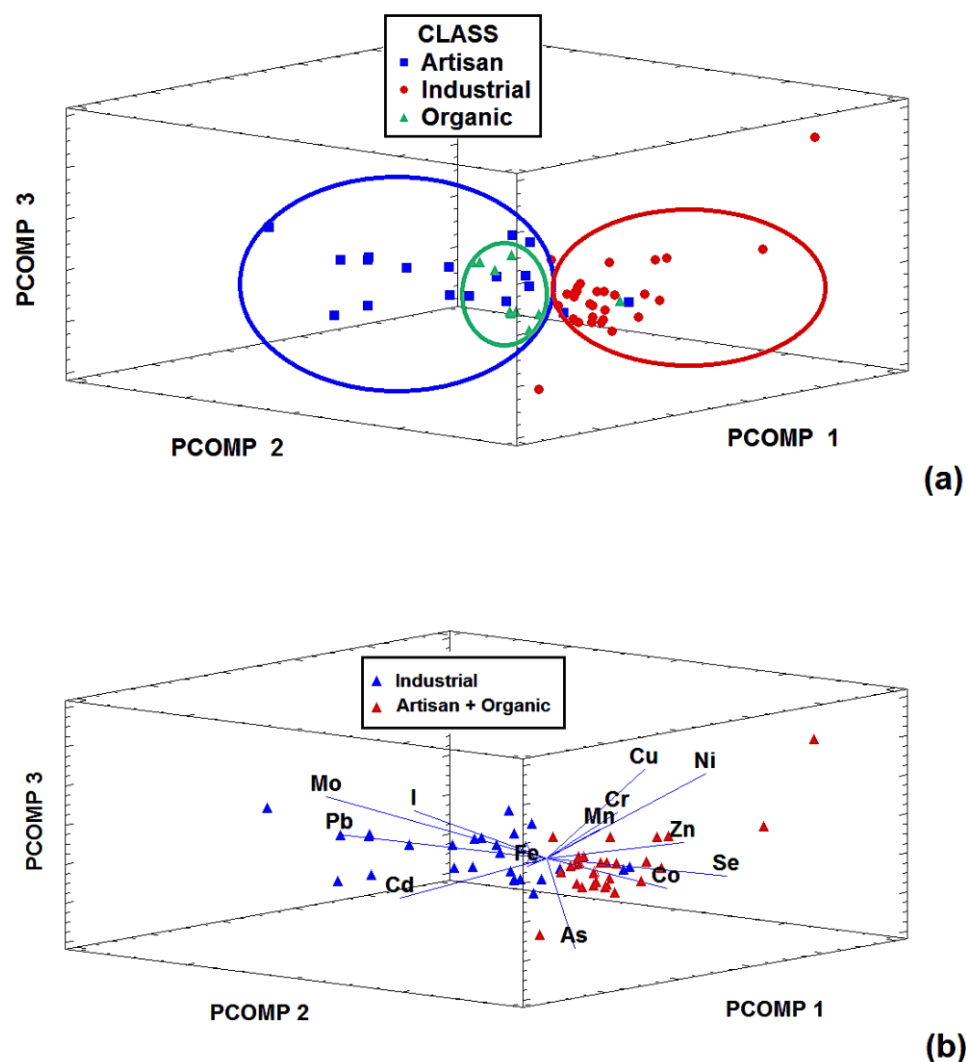 CLASS
Artisan
Industrial
Organic
PCOMP 3
PCOMP 2
PCOMP 1
(a)
Industrial
Artisan + Organic
Cu
Ni
Mo
I
Cr
Mn
Pb
Zn
Fe
Se
Co
Cd
As
PCOMP 3
PCOMP 2
PCOMP 1
(b)